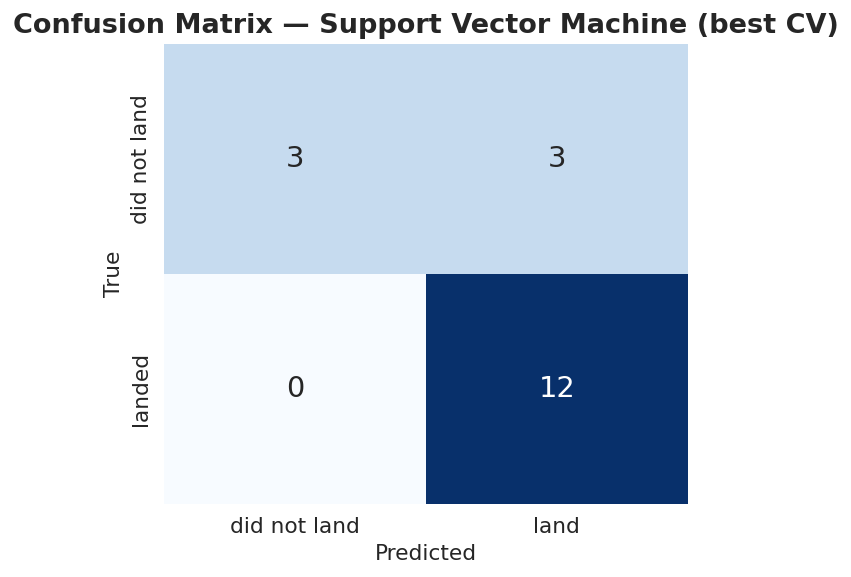 Confusion Matrix — Support Vector Machine (best CV)
True
did not land
3 3
landed
0 12
did not land land
Predicted